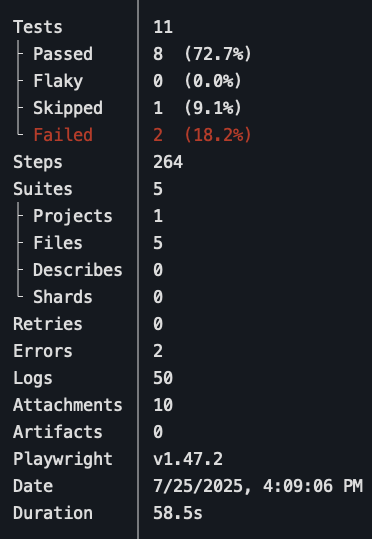 Tests 11
Passed 8 (72.7%)
Flaky 0 (0.0%)
Skipped 1 (9.1%)
Failed 2 (18.2%)
Steps 264
Suites 5
Projects 1
Files 5
Describes 0
Shards 0
Retries 0
Errors 2
Logs 50
Attachments 10
Artifacts 0
Playwright v1.47.2
Date 7/25/2025, 4:09:06 PM
Duration 58.5s